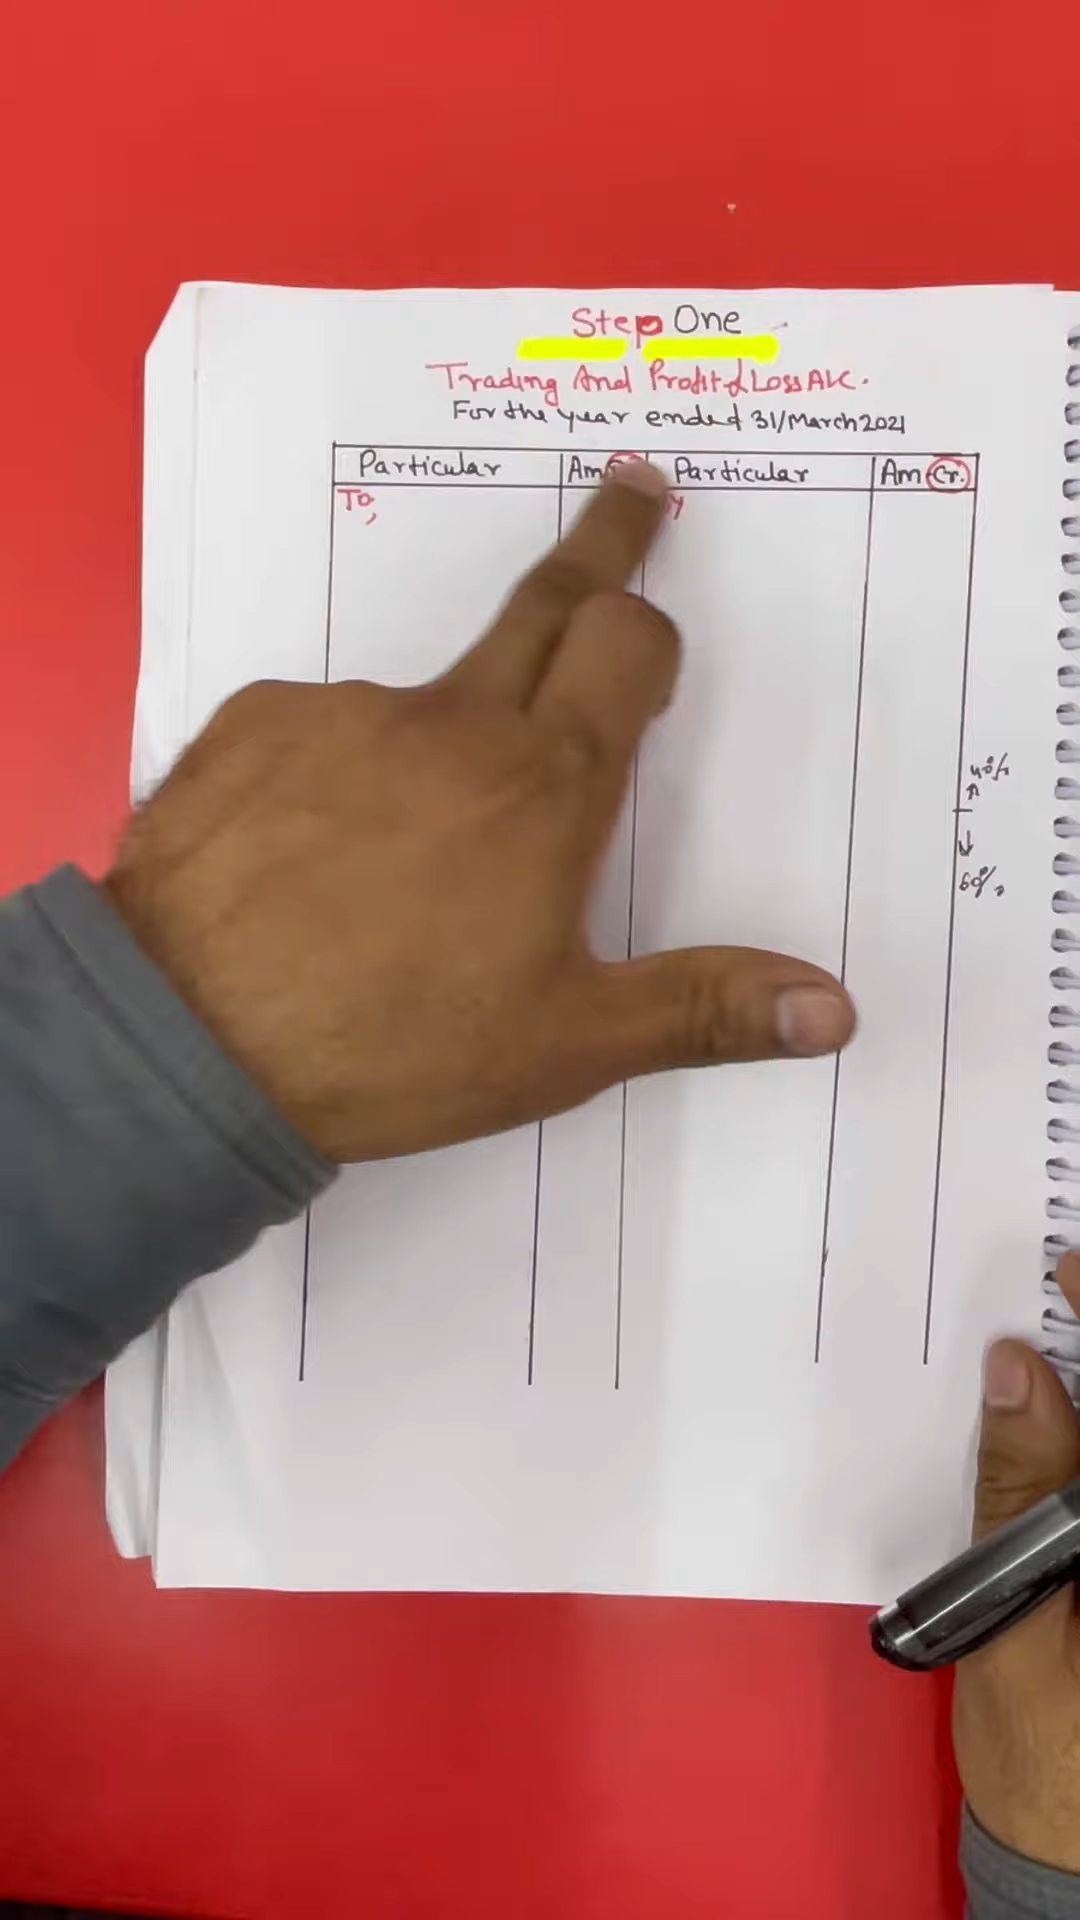 Step One
Trading And Profit & Loss A/c.
For the year ended 31/March 2021
Particular Am Particular Am Cr.
To,
40%
60%